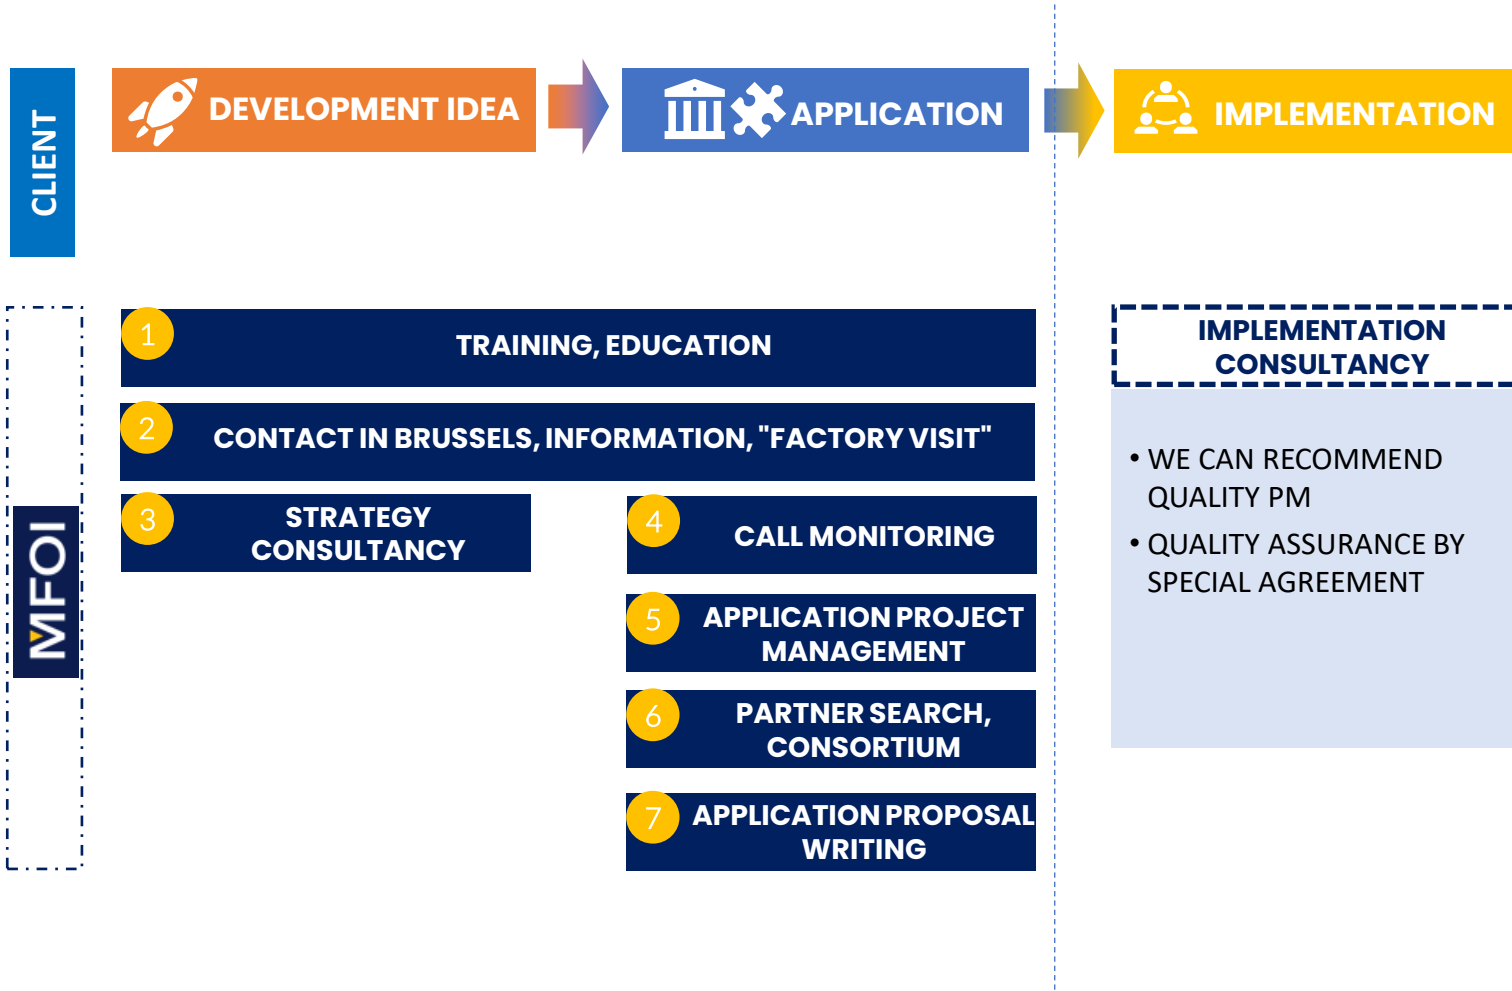 CLIENT
DEVELOPMENT IDEA
APPLICATION
IMPLEMENTATION
MFOI
1
TRAINING, EDUCATION
2
CONTACT IN BRUSSELS, INFORMATION, "FACTORY VISIT"
3
STRATEGY
CONSULTANCY
4
CALL MONITORING
5
APPLICATION PROJECT
MANAGEMENT
6
PARTNER SEARCH,
CONSORTIUM
7
APPLICATION PROPOSAL
WRITING
IMPLEMENTATION
CONSULTANCY
• WE CAN RECOMMEND
QUALITY PM
• QUALITY ASSURANCE BY
SPECIAL AGREEMENT